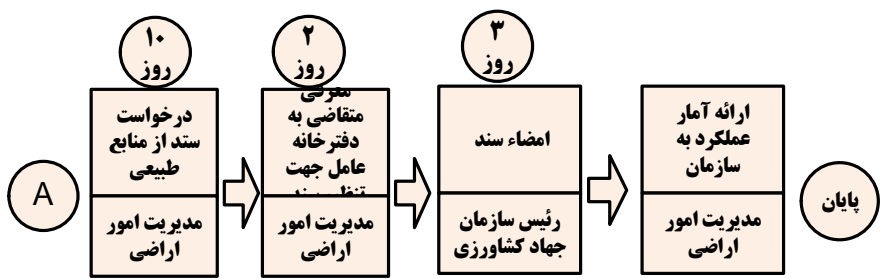 A
۱۰
روز
درخواست
ستد از منابع
طبیعی
مدیریت امور
اراضی
۲
روز
معرفی
متقاضی به
دفترخانه
عامل جهت
تنظیم سند
مدیریت امور
اراضی
۳
روز
امضاء سند
رئیس سازمان
جهاد کشاورزی
ارائه آمار
عملکرد به
سازمان
مدیریت امور
اراضی
پایان